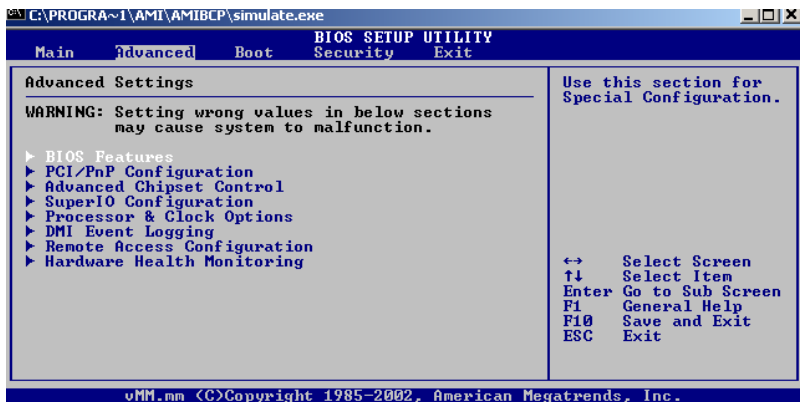 C:\PROGRA~1\AMI\AMIBCP\simulate.exe
BIOS SETUP UTILITY
Main Advanced Boot Security Exit
Advanced Settings
WARNING: Setting wrong values in below sections
may cause system to malfunction.
► BIOS Features
► PCI/PnP Configuration
► Advanced Chipset Control
► SuperIO Configuration
► Processor & Clock Options
► DMI Event Logging
► Remote Access Configuration
► Hardware Health Monitoring
Use this section for
Special Configuration.
↔ Select Screen
↑↓ Select Item
Enter Go to Sub Screen
F1 General Help
F10 Save and Exit
ESC Exit
vMM.mm (C)Copyright 1985-2002, American Megatrends, Inc.